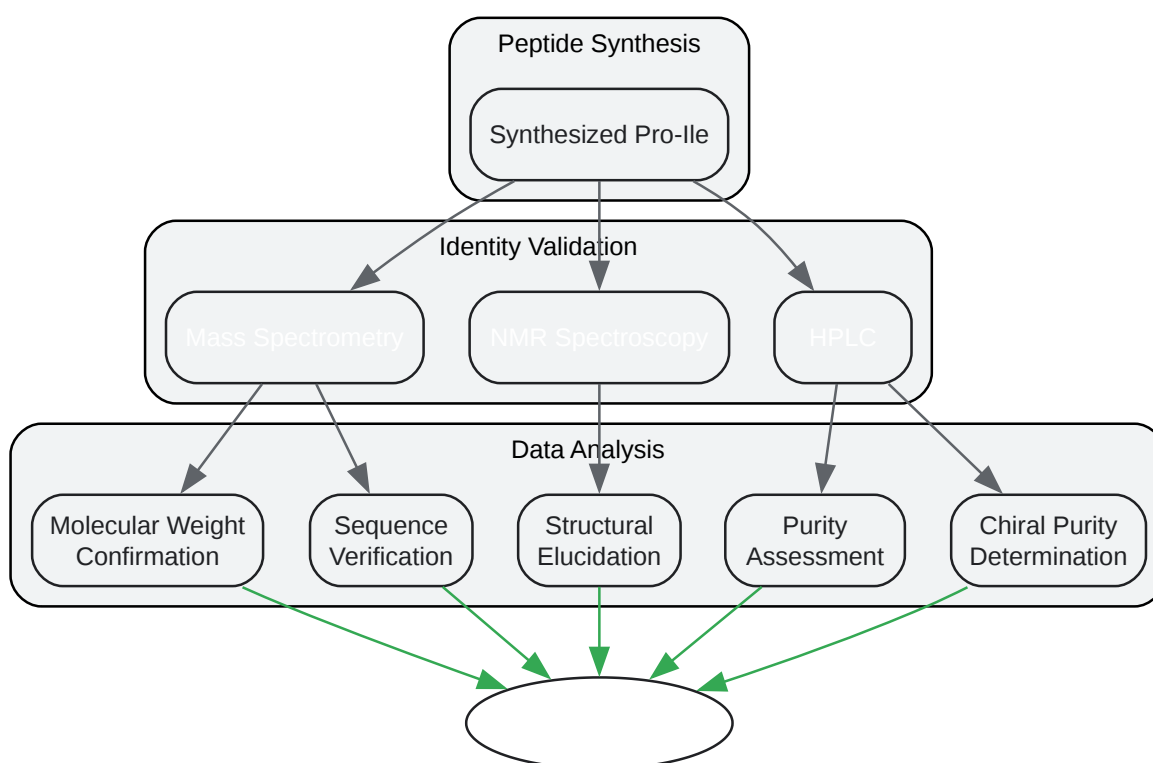 Peptide Synthesis
Synthesized Pro-Ile
Identity Validation
Mass Spectrometry
NMR Spectroscopy
HPLC
Data Analysis
Molecular Weight
Confirmation
Sequence
Verification
Structural
Elucidation
Purity
Assessment
Chiral Purity
Determination